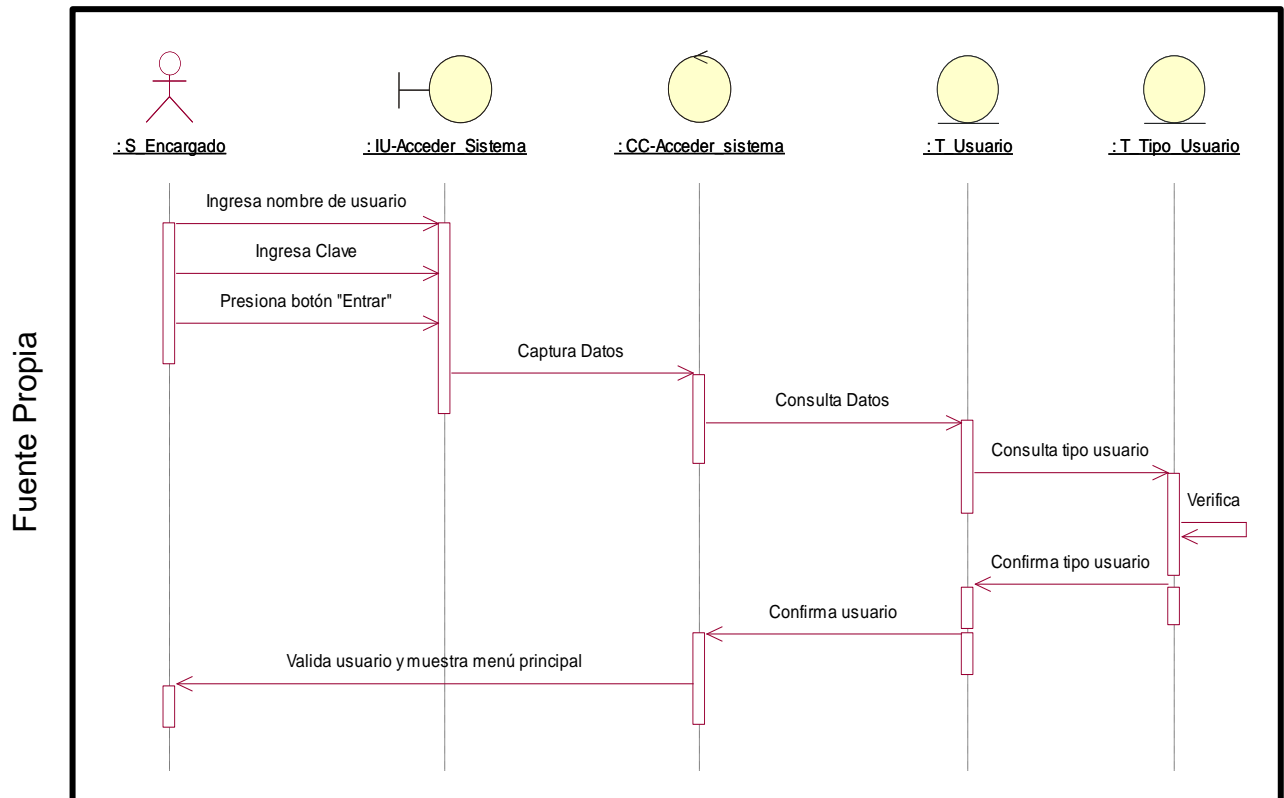 : S_Encargado
: IU-Acceder_Sistema
: CC-Acceder_sistema
: T_Usuario
: T_Tipo_Usuario
Ingresa nombre de usuario
Ingresa Clave
Presiona botón "Entrar"
Captura Datos
Consulta Datos
Consulta tipo usuario
Verifica
Confirma tipo usuario
Confirma usuario
Valida usuario y muestra menú principal
Fuente Propia